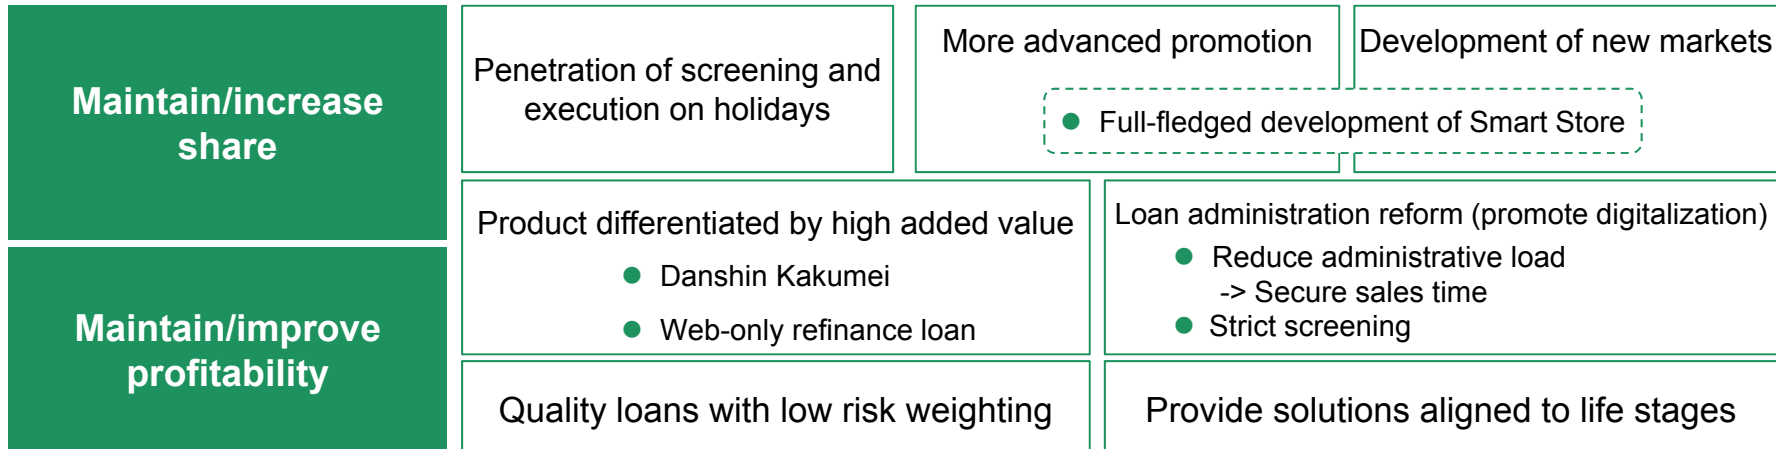 Maintain/increase
share
Penetration of screening and
execution on holidays
More advanced promotion
Development of new markets
● Full-fledged development of Smart Store
Maintain/improve
profitability
Product differentiated by high added value
● Danshin Kakumei
● Web-only refinance loan
Loan administration reform (promote digitalization)
● Reduce administrative load
-> Secure sales time
● Strict screening
Quality loans with low risk weighting
Provide solutions aligned to life stages